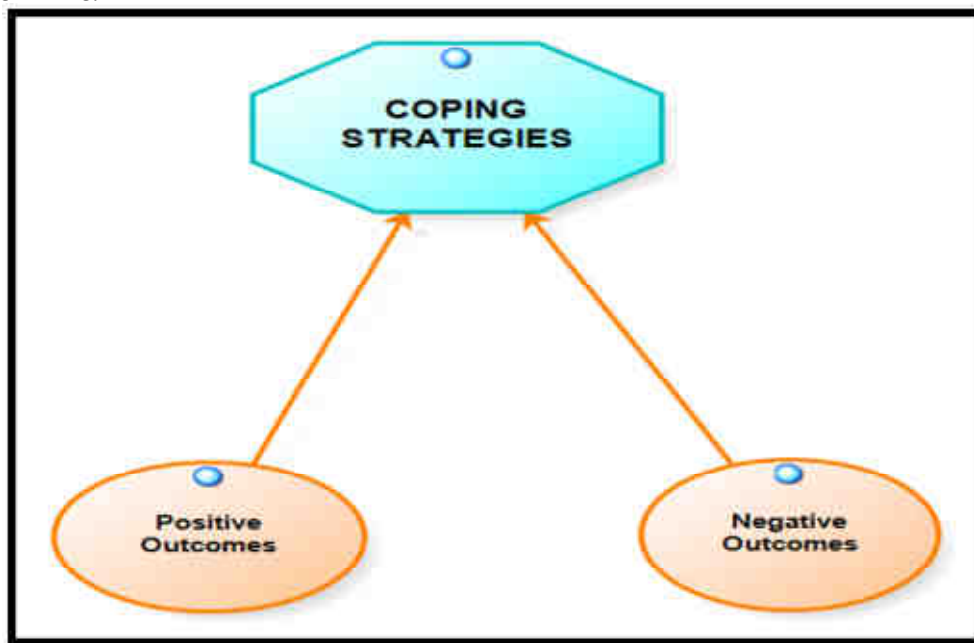 COPING
STRATEGIES
Positive
Outcomes
Negative
Outcomes